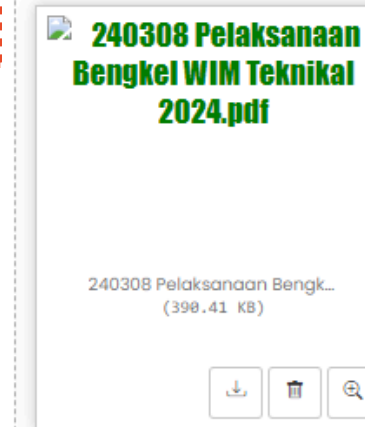 240308 Pelaksanaan
Bengkel WIM Teknikal
2024.pdf
240308 Pelaksanaan Bengk...
(390.41 KB)